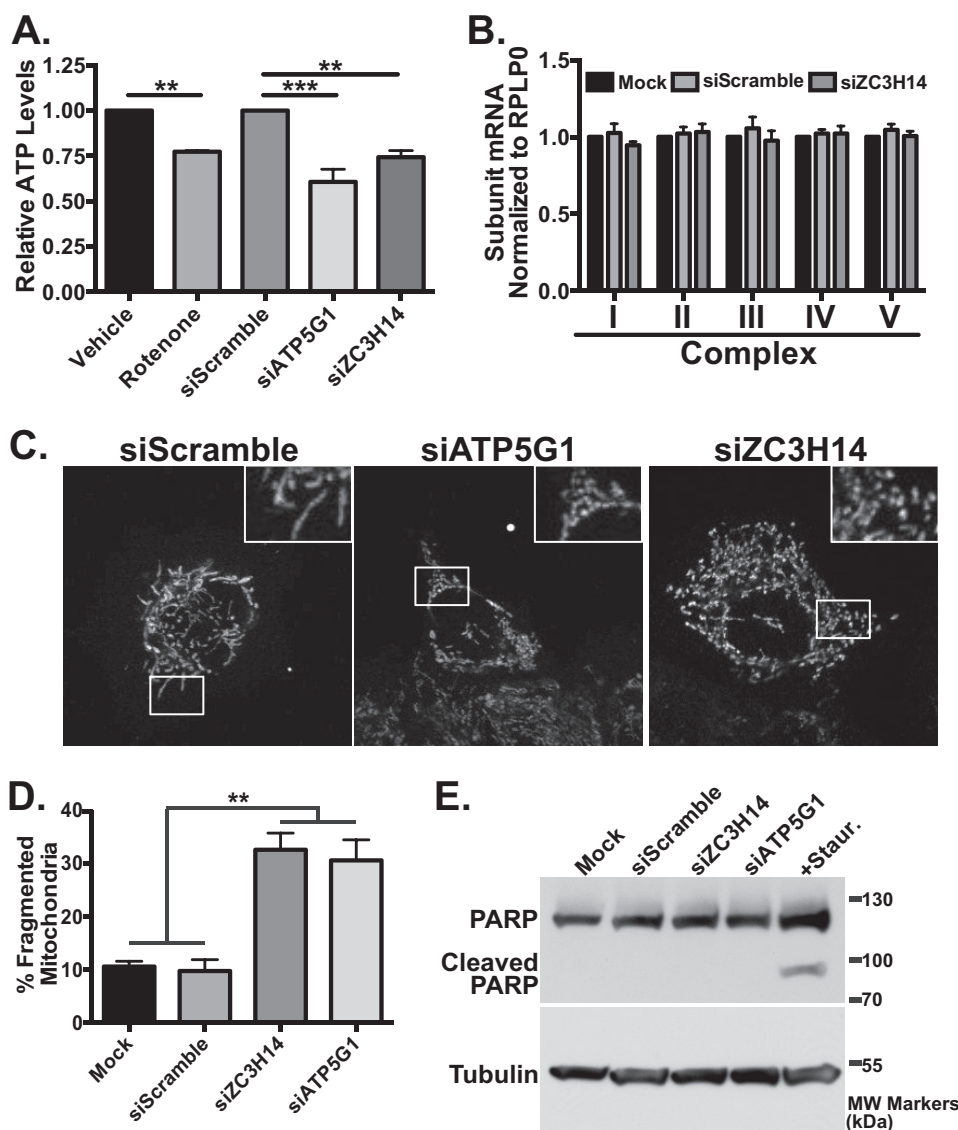 A.
Relative ATP Levels
1.25
1.00
0.75
0.50
0.25
0.00
**
***
**
Vehicle
Rotenone
siScramble
siATP5G1
siZC3H14
B.
Subunit mRNA
Normalized to RPLP0
1.5
1.0
0.5
0.0
Mock siScramble siZC3H14
I II III IV V
Complex
C.
siScramble siATP5G1 siZC3H14
D.
% Fragmented
Mitochondria
40
30
20
10
0
**
Mock
siScramble
siZC3H14
siATP5G1
E.
Mock
siScramble
siZC3H14
siATP5G1
+Staur.
PARP
Cleaved
PARP
Tubulin
130
100
70
55
MW Markers
(kDa)